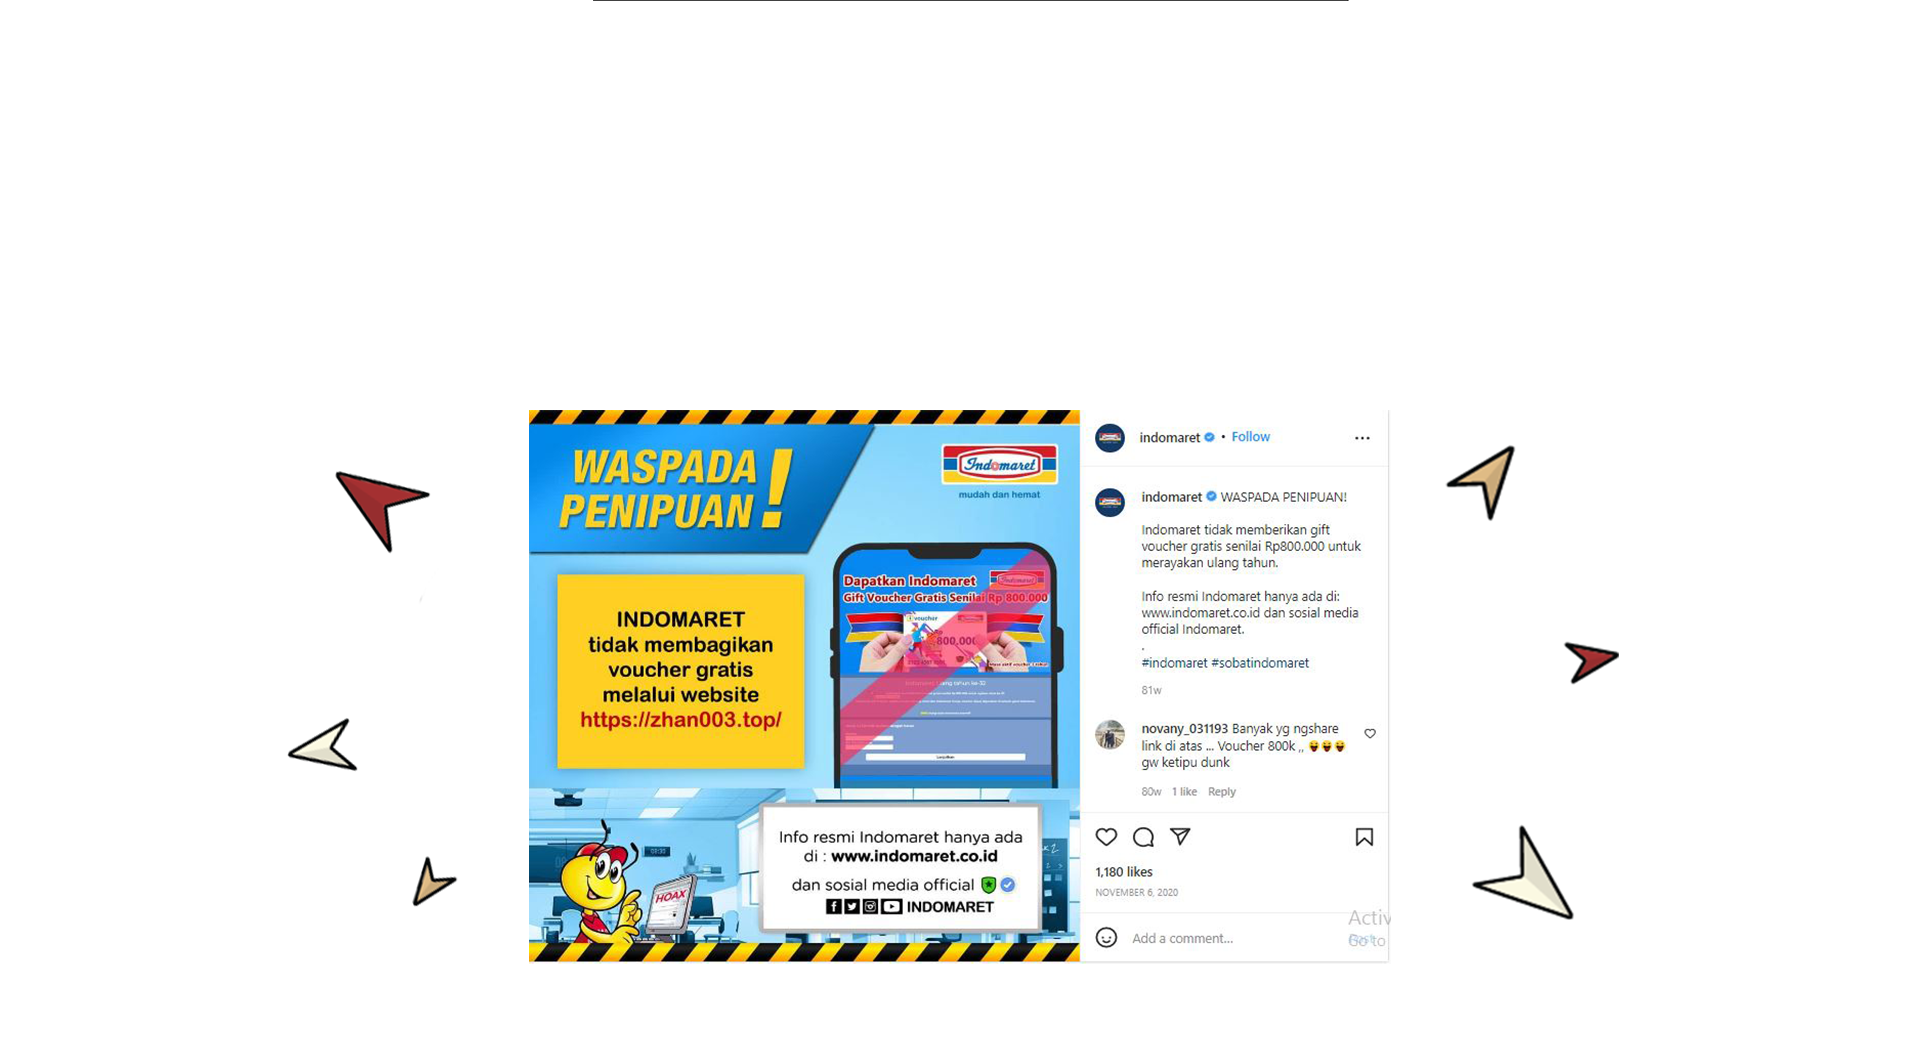 WASPADA
PENIPUAN!
Indomaret
mudah dan hemat
INDOMARET
tidak membagikan
voucher gratis
melalui website
https://zhan003.top/
Dapatkan Indomaret
Gift Voucher Gratis Senilai Rp 800.000
voucher
800.000
HOAX
Info resmi Indomaret hanya ada
di : www.indomaret.co.id
dan sosial media official
INDOMARET
indomaret • Follow
indomaret WASPADA PENIPUAN!
Indomaret tidak memberikan gift
voucher gratis senilai Rp800.000 untuk
merayakan ulang tahun.
Info resmi Indomaret hanya ada di:
www.indomaret.co.id dan sosial media
official Indomaret.
.
#indomaret #sobatindomaret
81w
novany_031193 Banyak yg ngshare
link di atas ... Voucher 800k ,, 😝😝😝
gw ketipu dunk
80w 1 like Reply
1,180 likes
NOVEMBER 6, 2020
Add a comment...
Activ
Go to